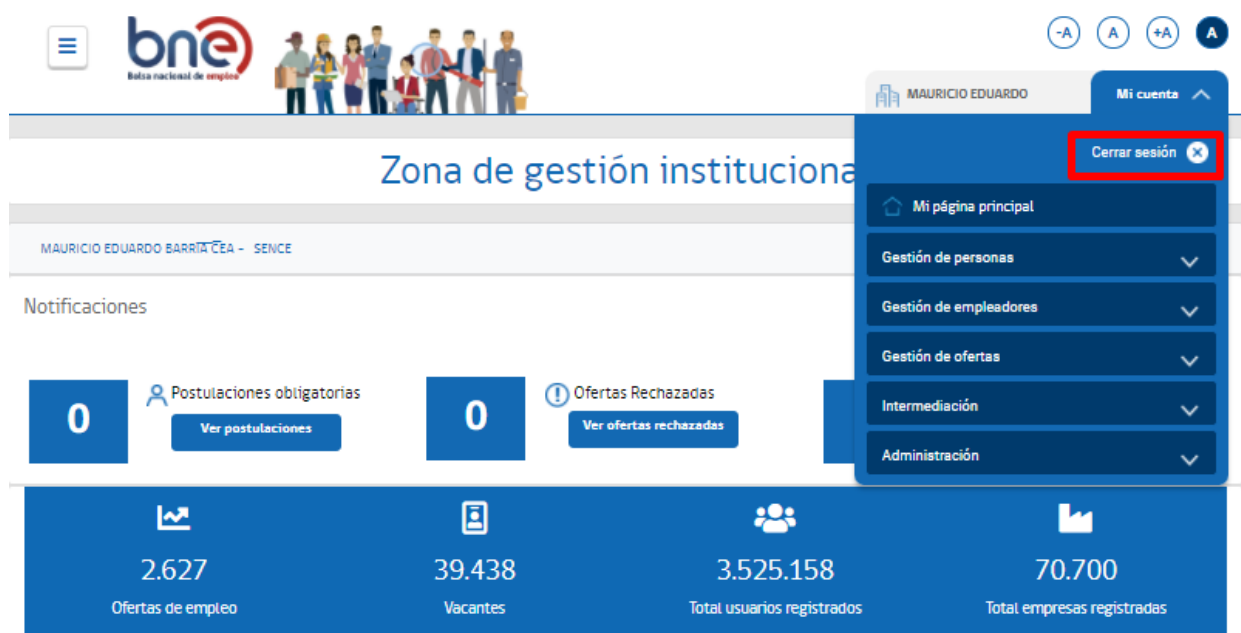 bne
Bolsa nacional de empleo
-A A +A A
MAURICIO EDUARDO
Mi cuenta
Cerrar sesión
Zona de gestión instituciona
Mi página principal
MAURICIO EDUARDO BARRÍA CEA - SENCE
Gestión de personas
Notificaciones
Gestión de empleadores
Gestión de ofertas
0
Postulaciones obligatorias
Ver postulaciones
0
Ofertas Rechazadas
Ver ofertas rechazadas
Intermediación
Administración
2.627
Ofertas de empleo
39.438
Vacantes
3.525.158
Total usuarios registrados
70.700
Total empresas registradas